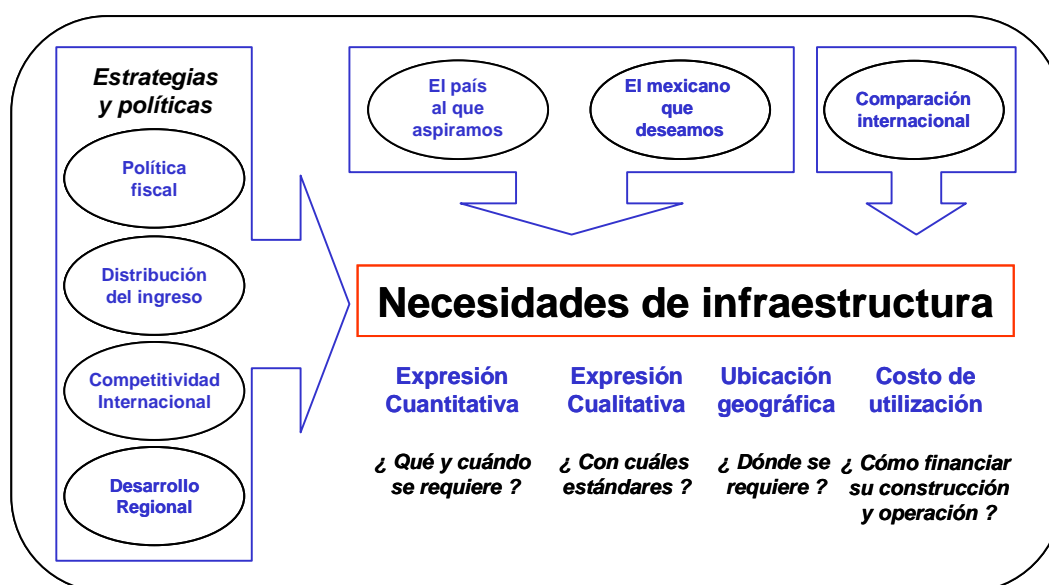 Estrategias
y políticas
Política
fiscal
Distribución
del ingreso
Competitividad
Internacional
Desarrollo
Regional
El país
al que
aspiramos
El mexicano
que
deseamos
Comparación
internacional
Necesidades de infraestructura
Expresión
Cuantitativa
¿ Qué y cuándo
se requiere ?
Expresión
Cualitativa
¿ Con cuáles
estándares ?
Ubicación
geográfica
¿ Dónde se
requiere ?
Costo de
utilización
¿ Cómo financiar
su construcción
y operación ?